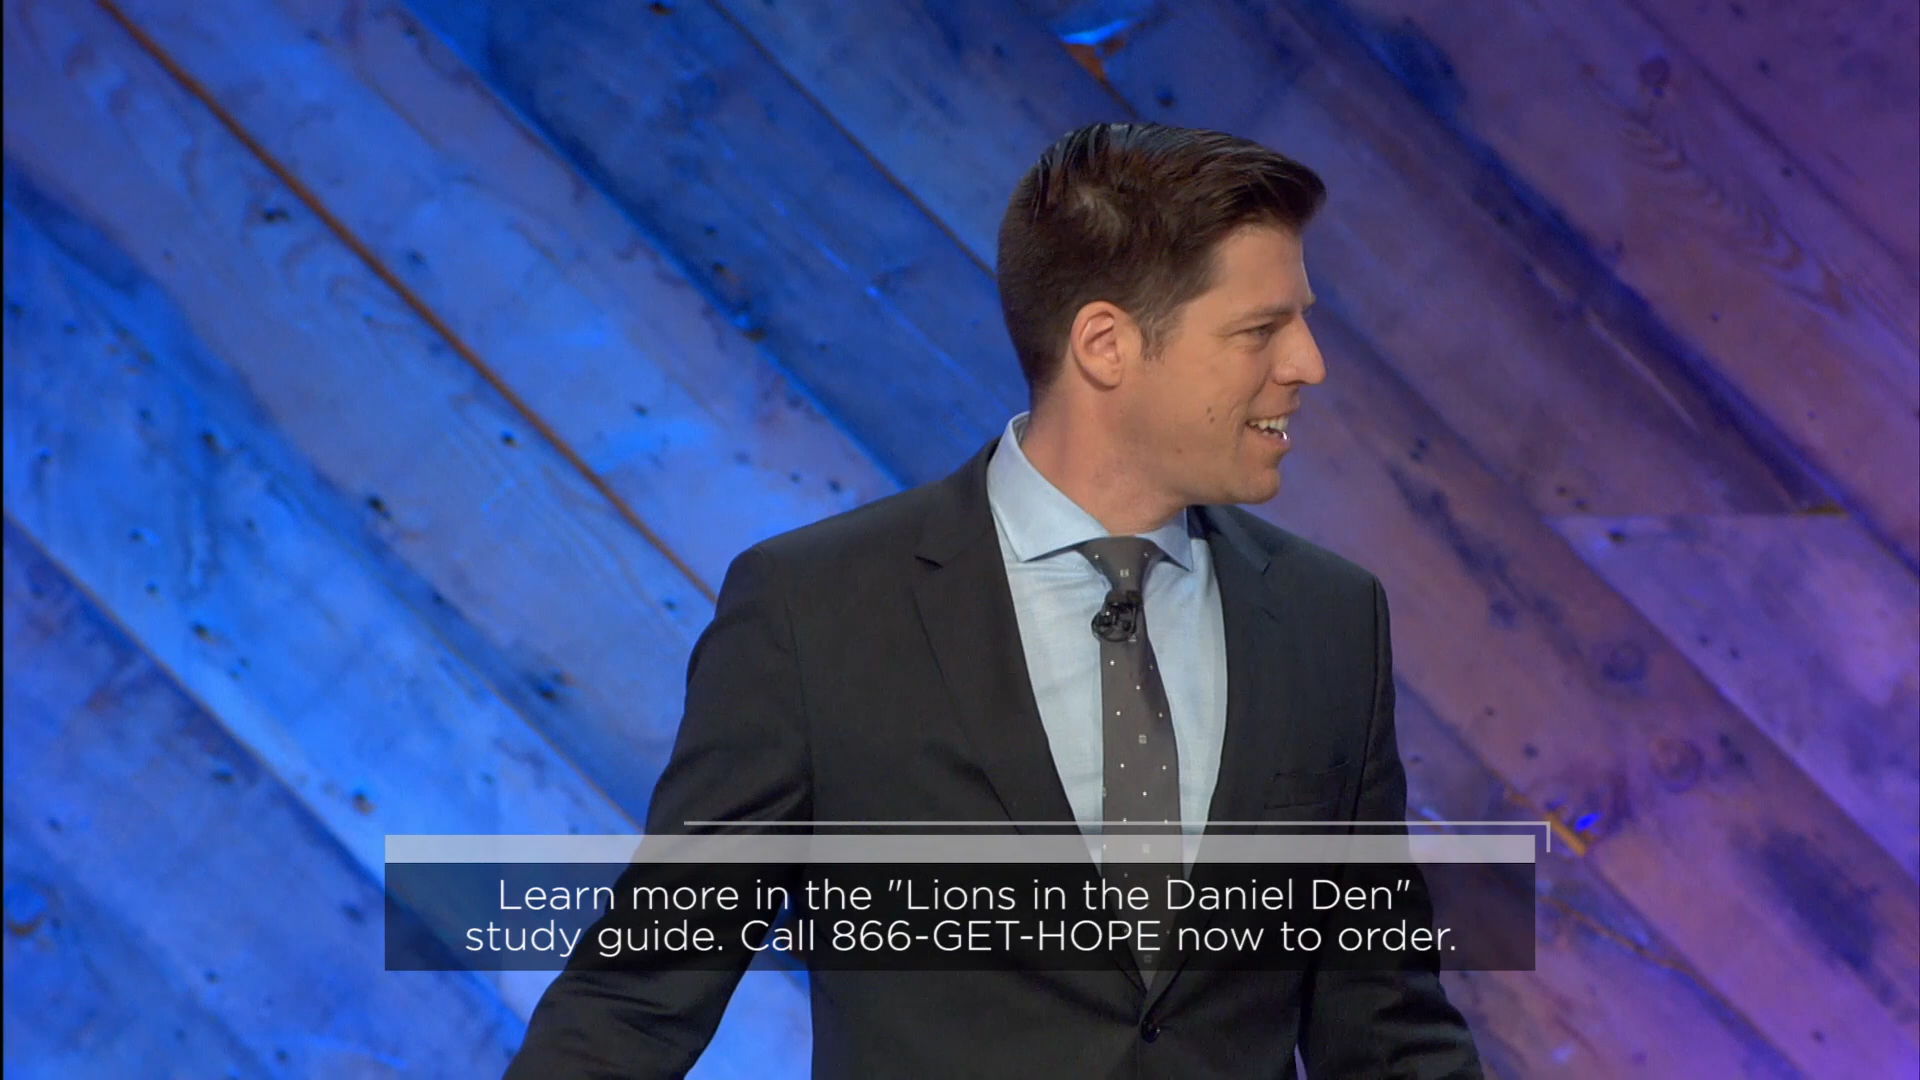 Learn more in the "Lions in the Daniel Den"
study guide. Call 866-GET-HOPE now to order.